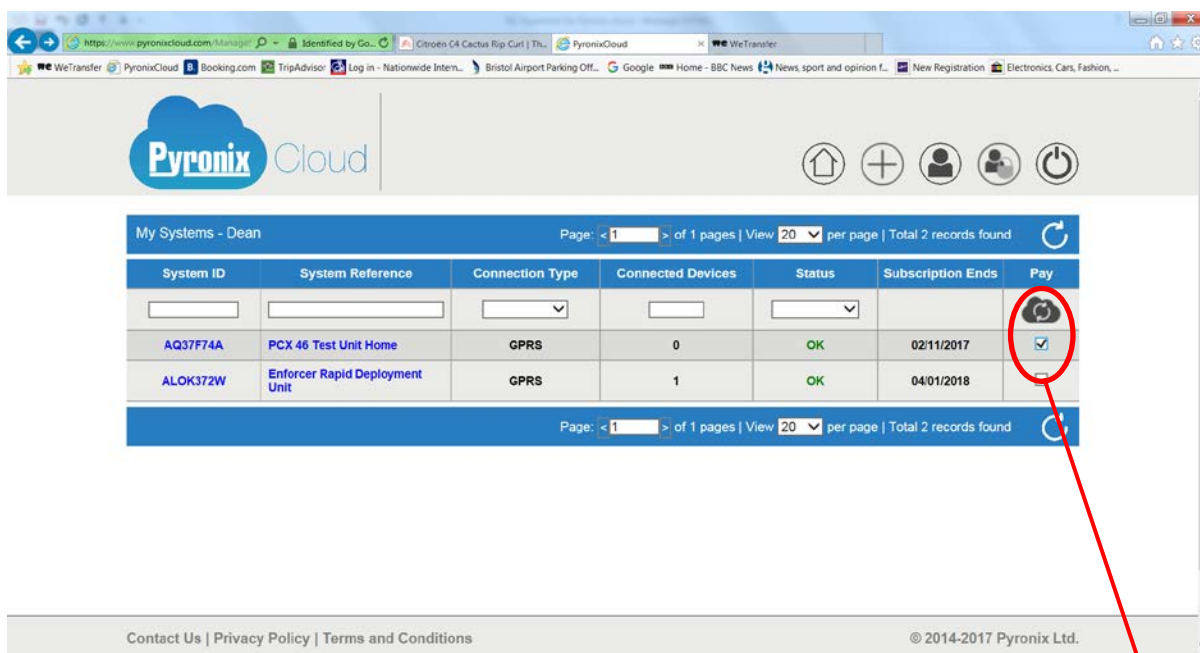 https://www.pyronixcloud.com/Manage Identified by Go... Citroën C4 Cactus Rip Curl | Th... PyronixCloud WeTransfer
WeTransfer PyronixCloud Booking.com TripAdvisor Log in - Nationwide Intern... Bristol Airport Parking Off... Google Home - BBC News News, sport and opinion f... New Registration Electronics, Cars, Fashion, ...
Pyronix Cloud
My Systems - Dean Page: < 1 > of 1 pages | View 20 per page | Total 2 records found
System ID System Reference Connection Type Connected Devices Status Subscription Ends Pay
AQ37F74A PCX 46 Test Unit Home GPRS 0 OK 02/11/2017
ALOK372W Enforcer Rapid Deployment Unit GPRS 1 OK 04/01/2018
Page: < 1 > of 1 pages | View 20 per page | Total 2 records found
Contact Us | Privacy Policy | Terms and Conditions © 2014-2017 Pyronix Ltd.